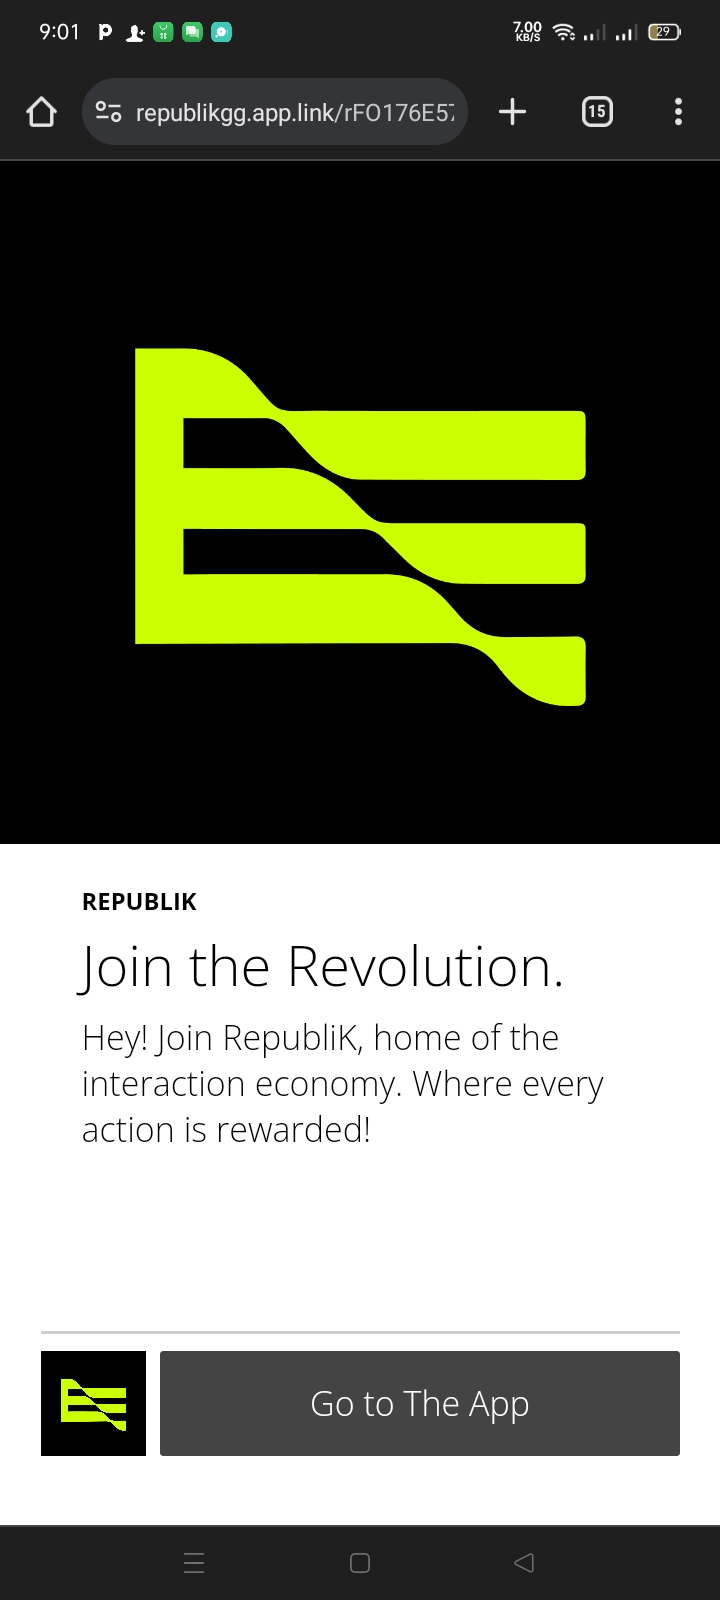 9:01
7.00
KB/S
29
republikgg.app.link/rFO176E57
15
REPUBLIK
Join the Revolution.
Hey! Join RepubliK, home of the
interaction economy. Where every
action is rewarded!
Go to The App